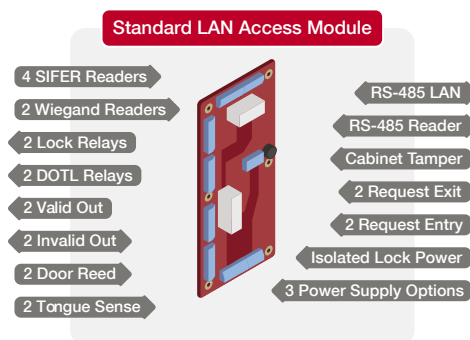 Standard LAN Access Module
4 SIFER Readers
2 Wiegand Readers
2 Lock Relays
2 DOTL Relays
2 Valid Out
2 Invalid Out
2 Door Reed
2 Tongue Sense
RS-485 LAN
RS-485 Reader
Cabinet Tamper
2 Request Exit
2 Request Entry
Isolated Lock Power
3 Power Supply Options